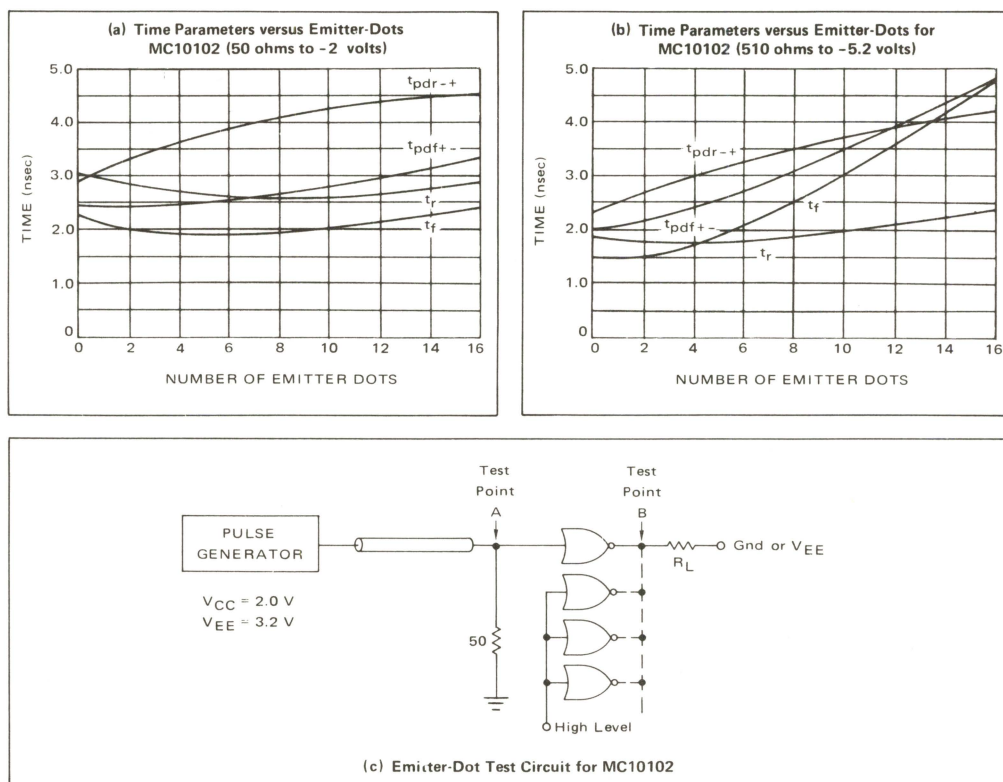 (a) Time Parameters versus Emitter-Dots
MC10102 (50 ohms to -2 volts)
5.0
4.0
3.0
2.0
1.0
0
TIME (nsec)
tpdr-+
tpdf+-
tr
tf
0 2 4 6 8 10 12 14 16
NUMBER OF EMITTER DOTS
(b) Time Parameters versus Emitter-Dots for
MC10102 (510 ohms to -5.2 volts)
5.0
4.0
3.0
2.0
1.0
0
TIME (nsec)
tpdr-+
tf
tpdf+-
tr
0 2 4 6 8 10 12 14 16
NUMBER OF EMITTER DOTS
Test
Point
A
Test
Point
B
PULSE
GENERATOR
RL
Gnd or VEE
VCC = 2.0 V
VEE = 3.2 V
50
High Level
(c) Emitter-Dot Test Circuit for MC10102